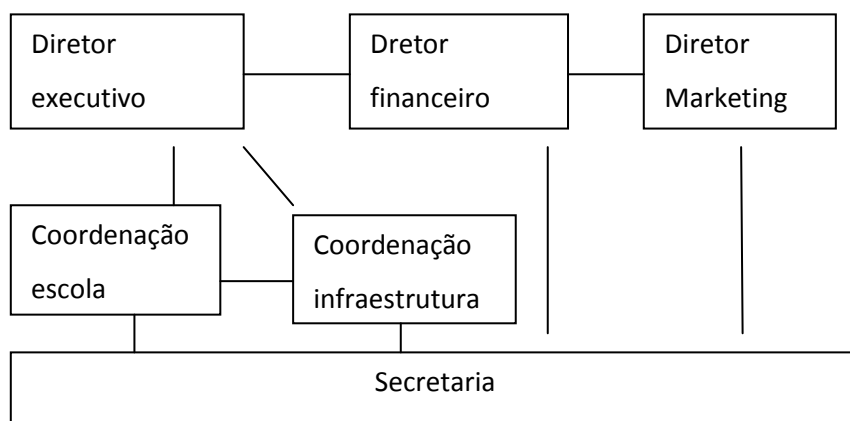 Diretor
executivo
Dretor
financeiro
Diretor
Marketing
Coordenação
escola
Coordenação
infraestrutura
Secretaria